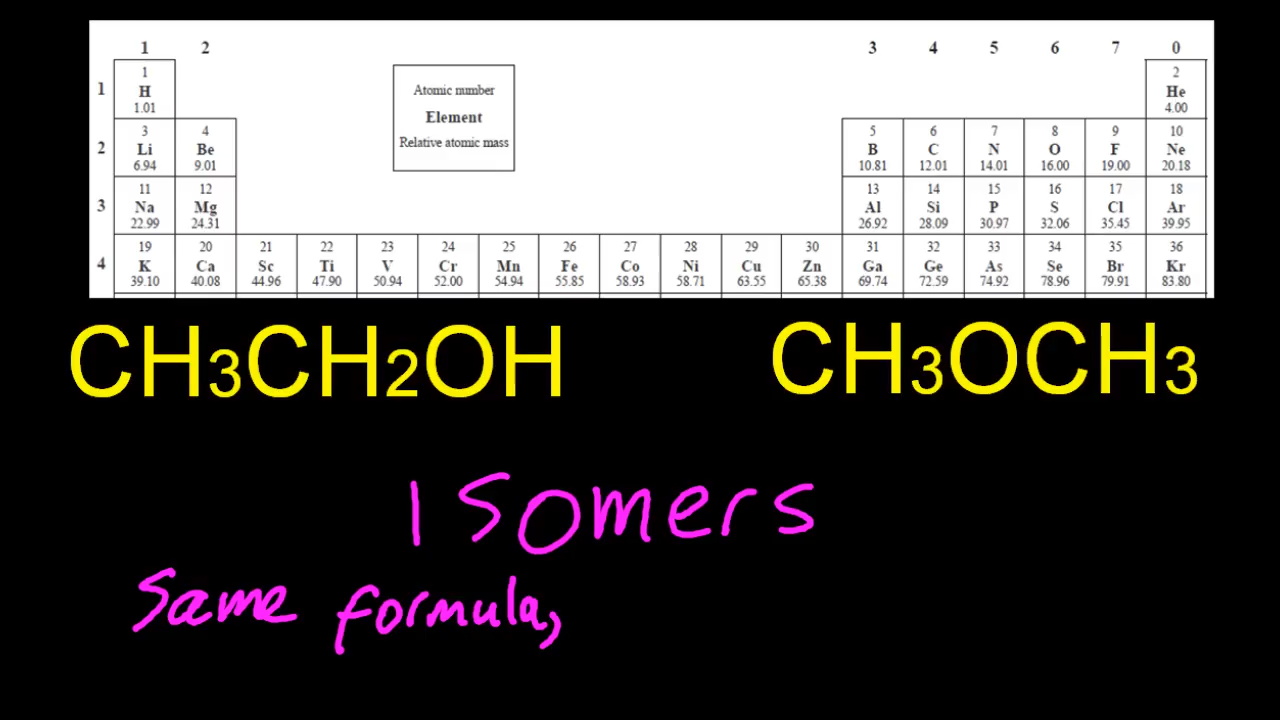 1 2 3 4 5 6 7 0
1 1 2
H Atomic number He
1.01 Element 4.00
Relative atomic mass
2 3 4 5 6 7 8 9 10
Li Be B C N O F Ne
6.94 9.01 10.81 12.01 14.01 16.00 19.00 20.18
3 11 12 13 14 15 16 17 18
Na Mg Al Si P S Cl Ar
22.99 24.31 26.92 28.09 30.97 32.06 35.45 39.95
4 19 20 21 22 23 24 25 26 27 28 29 30 31 32 33 34 35 36
K Ca Sc Ti V Cr Mn Fe Co Ni Cu Zn Ga Ge As Se Br Kr
39.10 40.08 44.96 47.90 50.94 52.00 54.94 55.85 58.93 58.71 63.55 65.38 69.74 72.59 74.92 78.96 79.91 83.80
CH3CH2OH CH3OCH3
Isomers
Same formula,